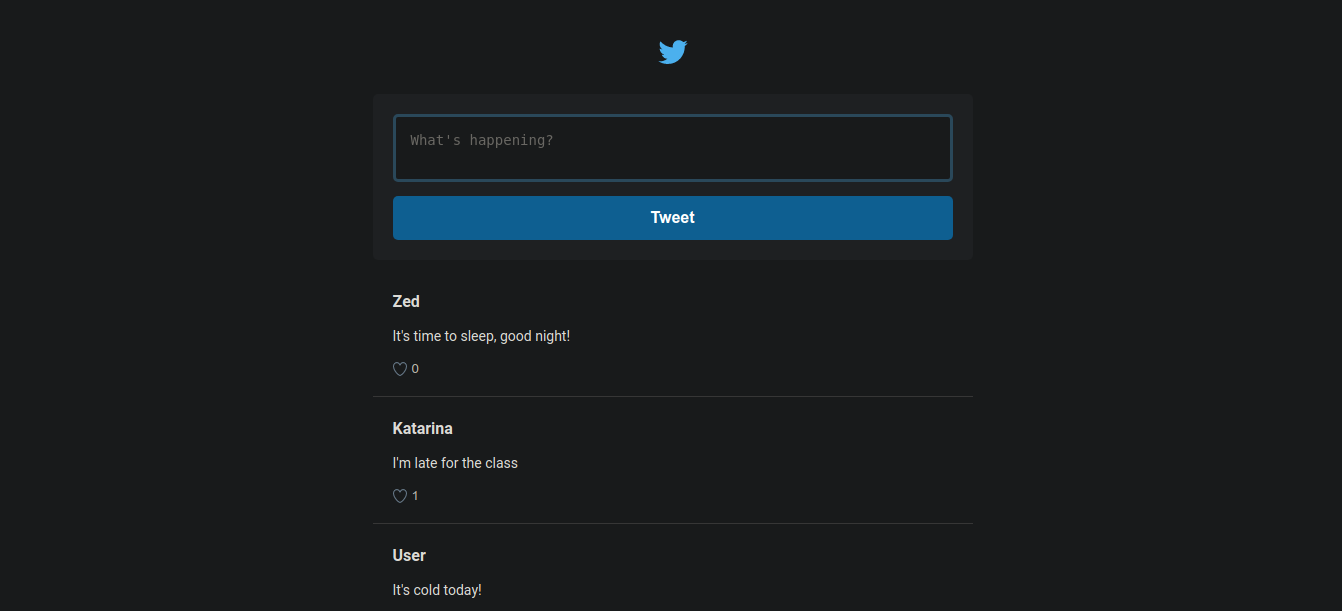 What's happening?
Tweet
Zed
It's time to sleep, good night!
0
Katarina
I'm late for the class
1
User
It's cold today!